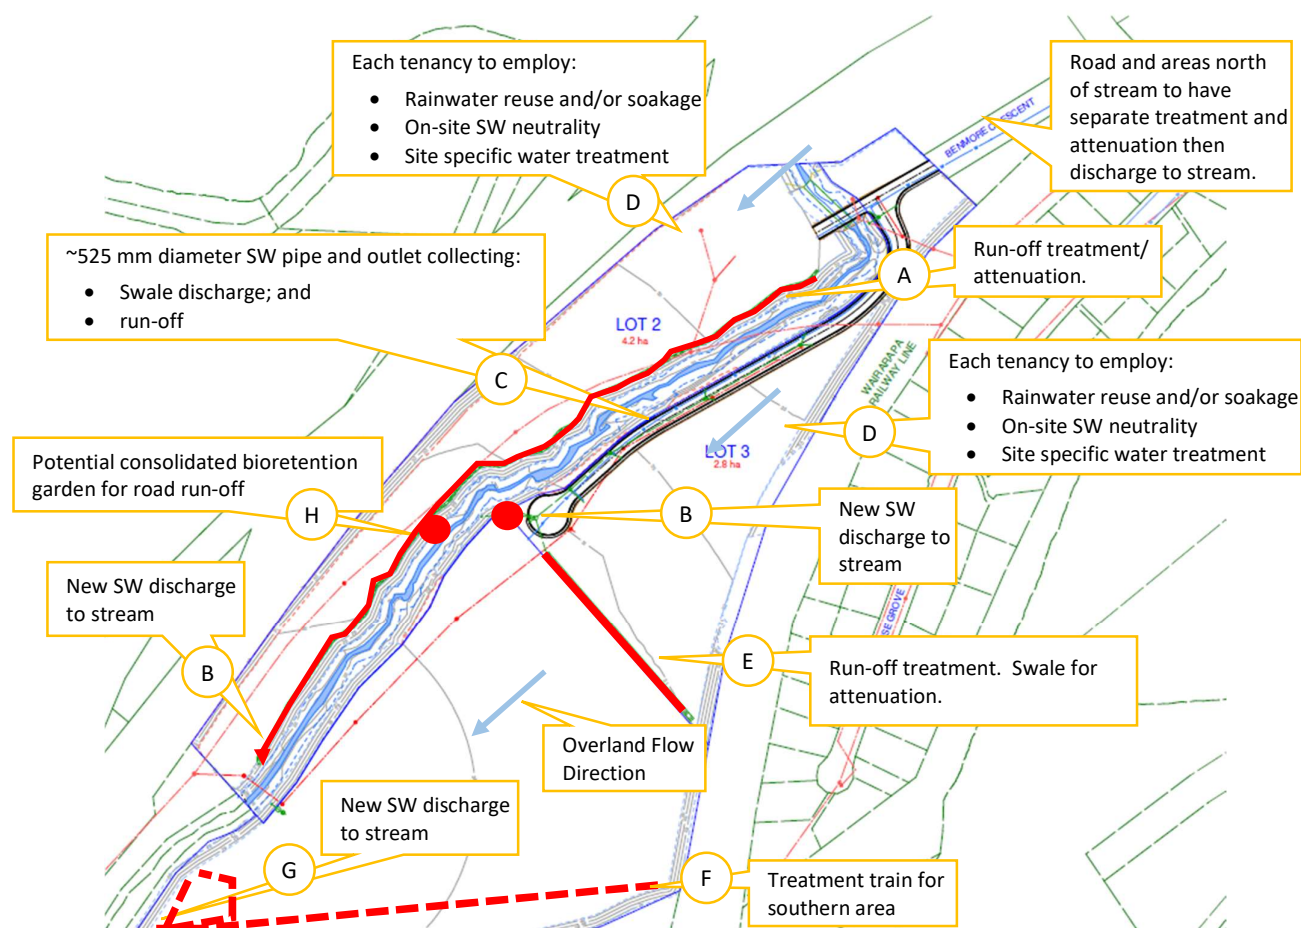 Each tenancy to employ:
• Rainwater reuse and/or soakage
• On-site SW neutrality
• Site specific water treatment
D
Road and areas north
of stream to have
separate treatment and
attenuation then
discharge to stream.
BENMORE CRESCENT
~525 mm diameter SW pipe and outlet collecting:
• Swale discharge; and
• run-off
C
A
Run-off treatment/
attenuation.
LOT 2
4.2 ha
WAIRARAPA
RAILWAY LINE
Each tenancy to employ:
• Rainwater reuse and/or soakage
• On-site SW neutrality
• Site specific water treatment
D
LOT 3
2.8 ha
Potential consolidated bioretention
garden for road run-off
H
B
New SW
discharge to
stream
New SW discharge
to stream
B
SE GROVE
E
Run-off treatment. Swale for
attenuation.
Overland Flow
Direction
New SW discharge
to stream
G
F
Treatment train for
southern area